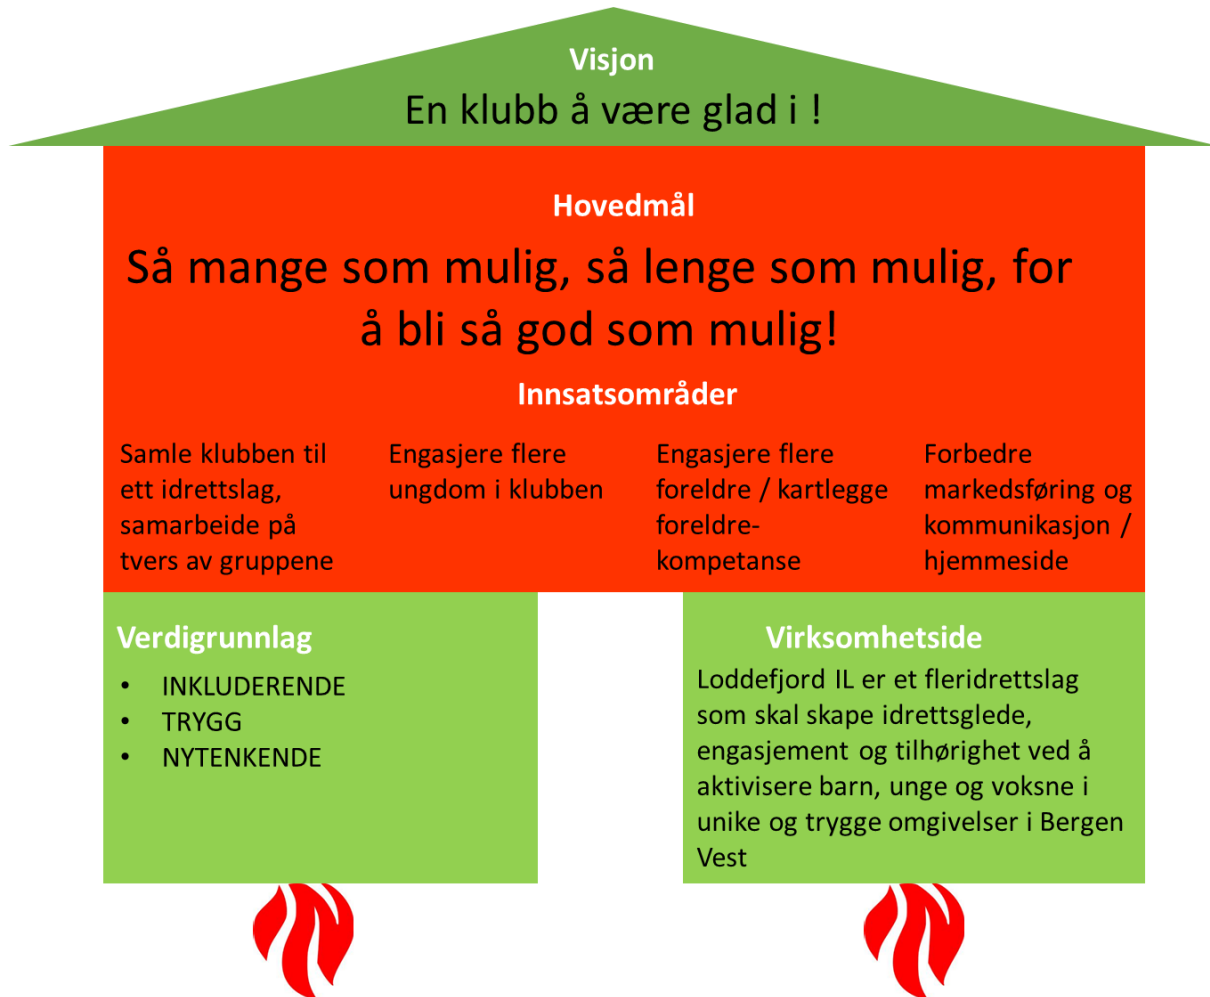 Visjon
En klubb å være glad i !
Hovedmål
Så mange som mulig, så lenge som mulig, for
å bli så god som mulig!
Innsatsområder
Samle klubben til
ett idrettslag,
samarbeide på
tvers av gruppene
Engasjere flere
ungdom i klubben
Engasjere flere
foreldre / kartlegge
foreldre-
kompetanse
Forbedre
markedsføring og
kommunikasjon /
hjemmeside
Verdigrunnlag
• INKLUDERENDE
• TRYGG
• NYTENKENDE
Virksomhetside
Loddefjord IL er et fleridrettslag
som skal skape idrettsglede,
engasjement og tilhørighet ved å
aktivisere barn, unge og voksne i
unike og trygge omgivelser i Bergen
Vest